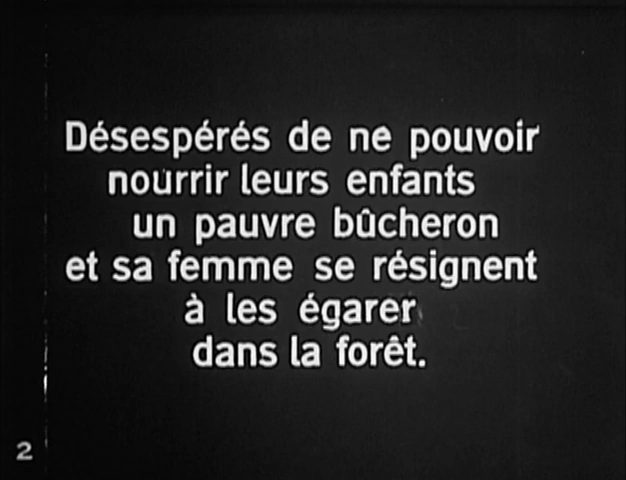 Désespérés de ne pouvoir
nourrir leurs enfants
un pauvre bûcheron
et sa femme se résignent
à les égarer
dans la forêt.
2